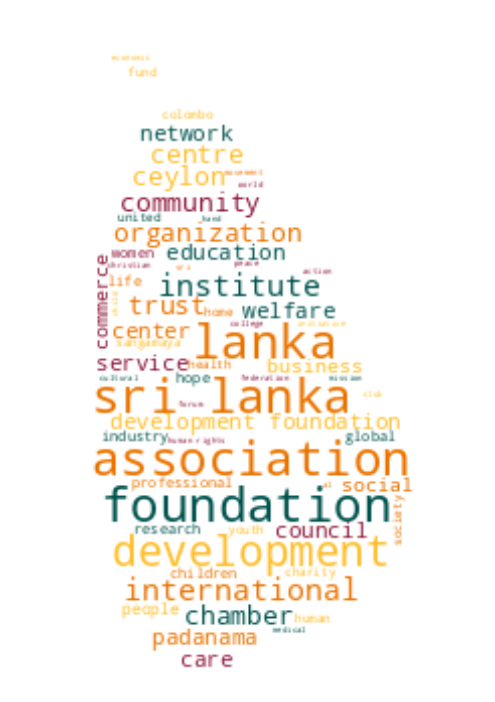 economic
fund
colombo
network
centre
ceylon movement
world
community
united hand
organization
women education
christian sri peace
action
commerce
life institute
child
trust home welfare
college initiative
center lanka
sangamaya
service health business
cultural hope federation mission
sri lanka club
forum
development foundation
industry human rights global
association
professional al social
foundation
research youth council society
development
children charity
international
people chamber human
medical
padanama
care